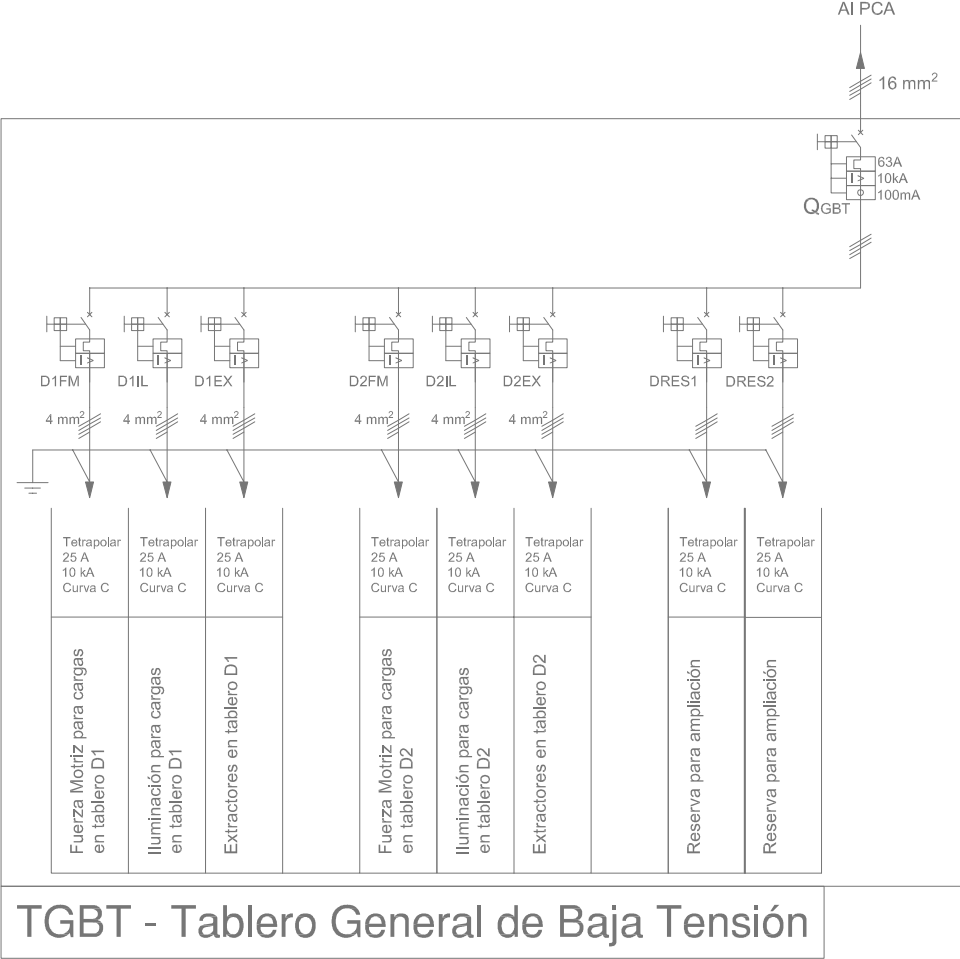 Al PCA
16 mm²
63A
I > 10kA
100mA
QGBT
I > I > I > I > I > I > I > I >
D1FM D1IL D1EX D2FM D2IL D2EX DRES1 DRES2
4 mm² 4 mm² 4 mm² 4 mm² 4 mm² 4 mm²
Tetrapolar
25 A
10 kA
Curva C
Tetrapolar
25 A
10 kA
Curva C
Tetrapolar
25 A
10 kA
Curva C
Tetrapolar
25 A
10 kA
Curva C
Tetrapolar
25 A
10 kA
Curva C
Tetrapolar
25 A
10 kA
Curva C
Tetrapolar
25 A
10 kA
Curva C
Tetrapolar
25 A
10 kA
Curva C
Fuerza Motriz para cargas
en tablero D1
Iluminación para cargas
en tablero D1
Extractores en tablero D1
Fuerza Motriz para cargas
en tablero D2
Iluminación para cargas
en tablero D2
Extractores en tablero D2
Reserva para ampliación
Reserva para ampliación
TGBT - Tablero General de Baja Tensión